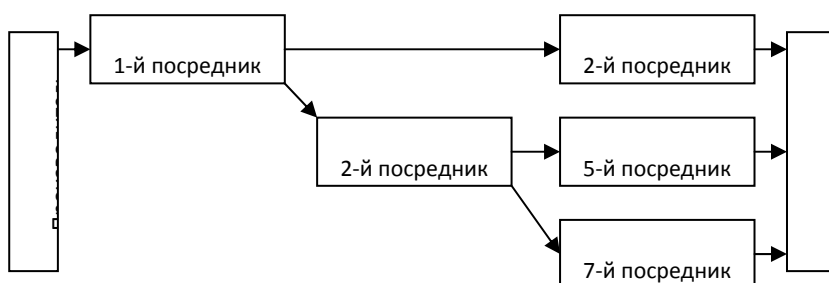 1-й посредник
2-й посредник
2-й посредник
5-й посредник
7-й посредник